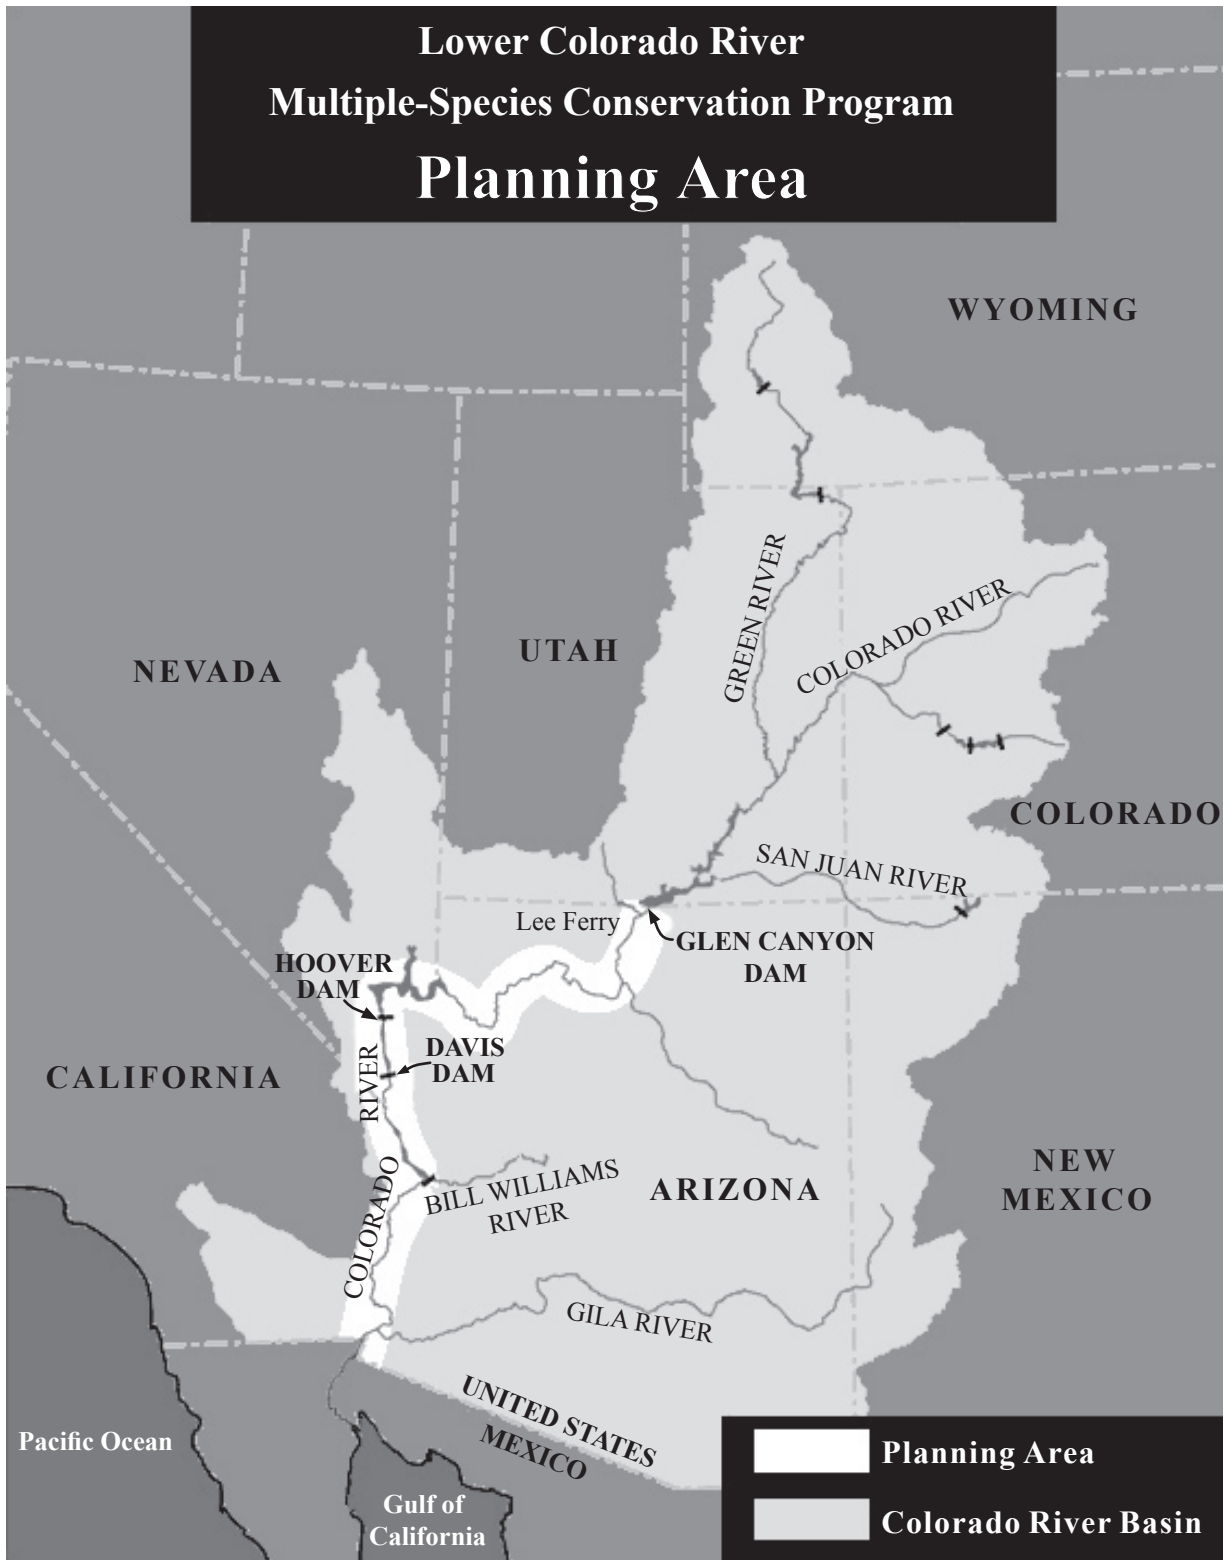 Lower Colorado River
Multiple-Species Conservation Program
Planning Area
WYOMING
GREEN RIVER
COLORADO RIVER
UTAH
NEVADA
COLORADO
SAN JUAN RIVER
Lee Ferry
GLEN CANYON
DAM
HOOVER
DAM
DAVIS
DAM
CALIFORNIA
COLORADO RIVER
BILL WILLIAMS
RIVER
ARIZONA
NEW
MEXICO
GILA RIVER
UNITED STATES
MEXICO
Pacific Ocean
Gulf of
California
Planning Area
Colorado River Basin